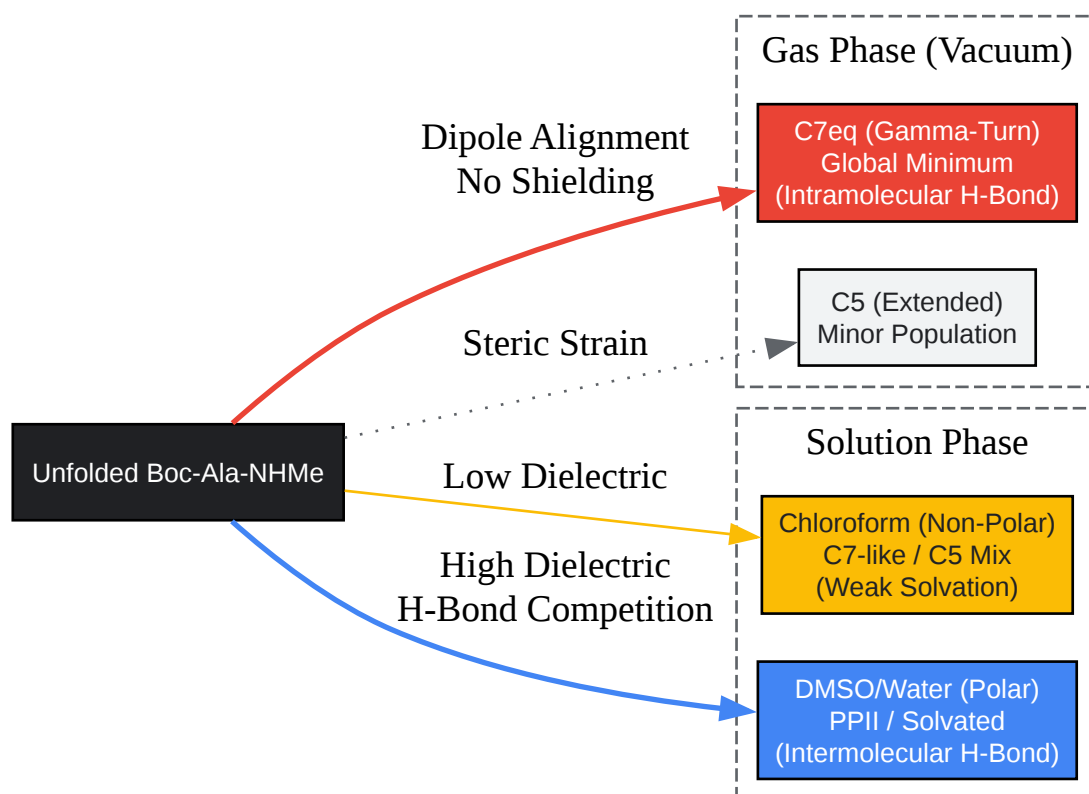 Gas Phase (Vacuum)
C7eq (Gamma-Turn)
Global Minimum
(Intramolecular H-Bond)
Dipole Alignment
No Shielding
C5 (Extended)
Minor Population
Steric Strain
Unfolded Boc-Ala-NHMe
Solution Phase
Low Dielectric
Chloroform (Non-Polar)
C7-like / C5 Mix
(Weak Solvation)
High Dielectric
H-Bond Competition
DMSO/Water (Polar)
PPII / Solvated
(Intermolecular H-Bond)